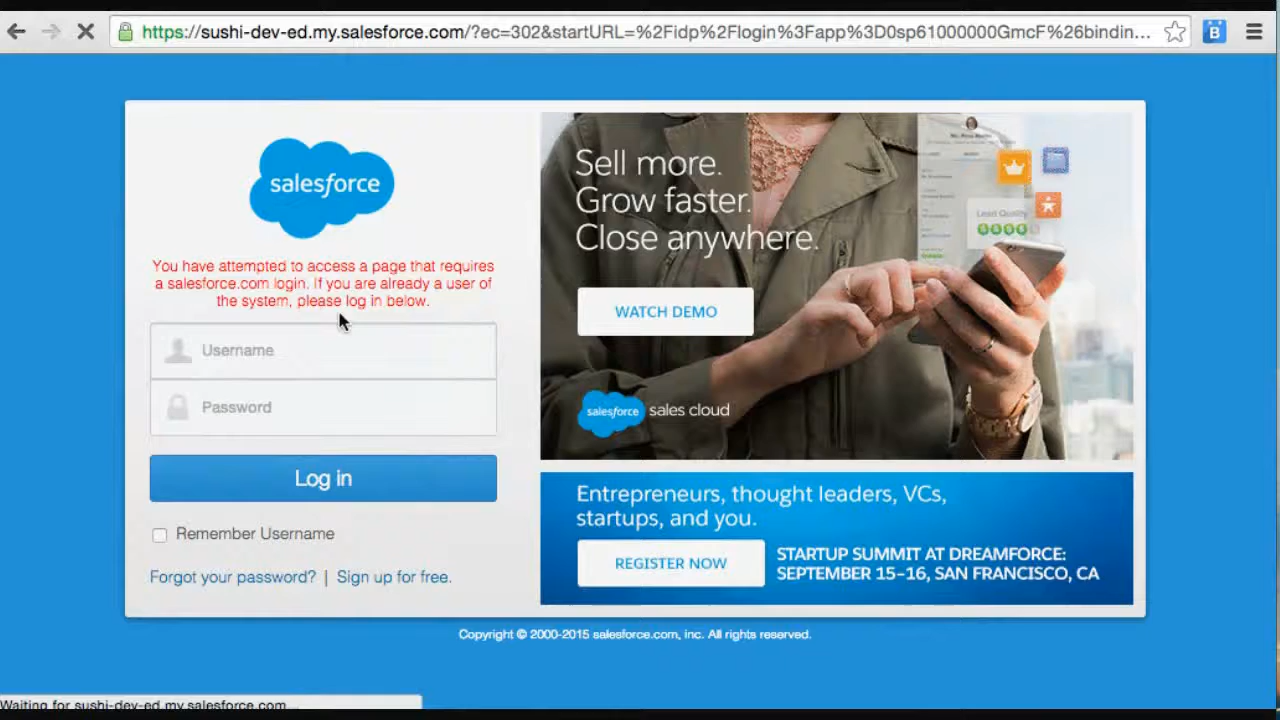 https://sushi-dev-ed.my.salesforce.com/?ec=302&startURL=%2Fidp%2Flogin%3Fapp%3D0sp61000000GmcF%26bindin...
B
salesforce
You have attempted to access a page that requires
a salesforce.com login. If you are already a user of
the system, please log in below.
Username
Password
Log in
Remember Username
Forgot your password? | Sign up for free.
Sell more.
Grow faster.
Close anywhere.
Lead Quality
WATCH DEMO
salesforce sales cloud
Entrepreneurs, thought leaders, VCs,
startups, and you.
REGISTER NOW
STARTUP SUMMIT AT DREAMFORCE:
SEPTEMBER 15–16, SAN FRANCISCO, CA
Copyright © 2000-2015 salesforce.com, inc. All rights reserved.
Waiting for sushi-dev-ed.my.salesforce.com...